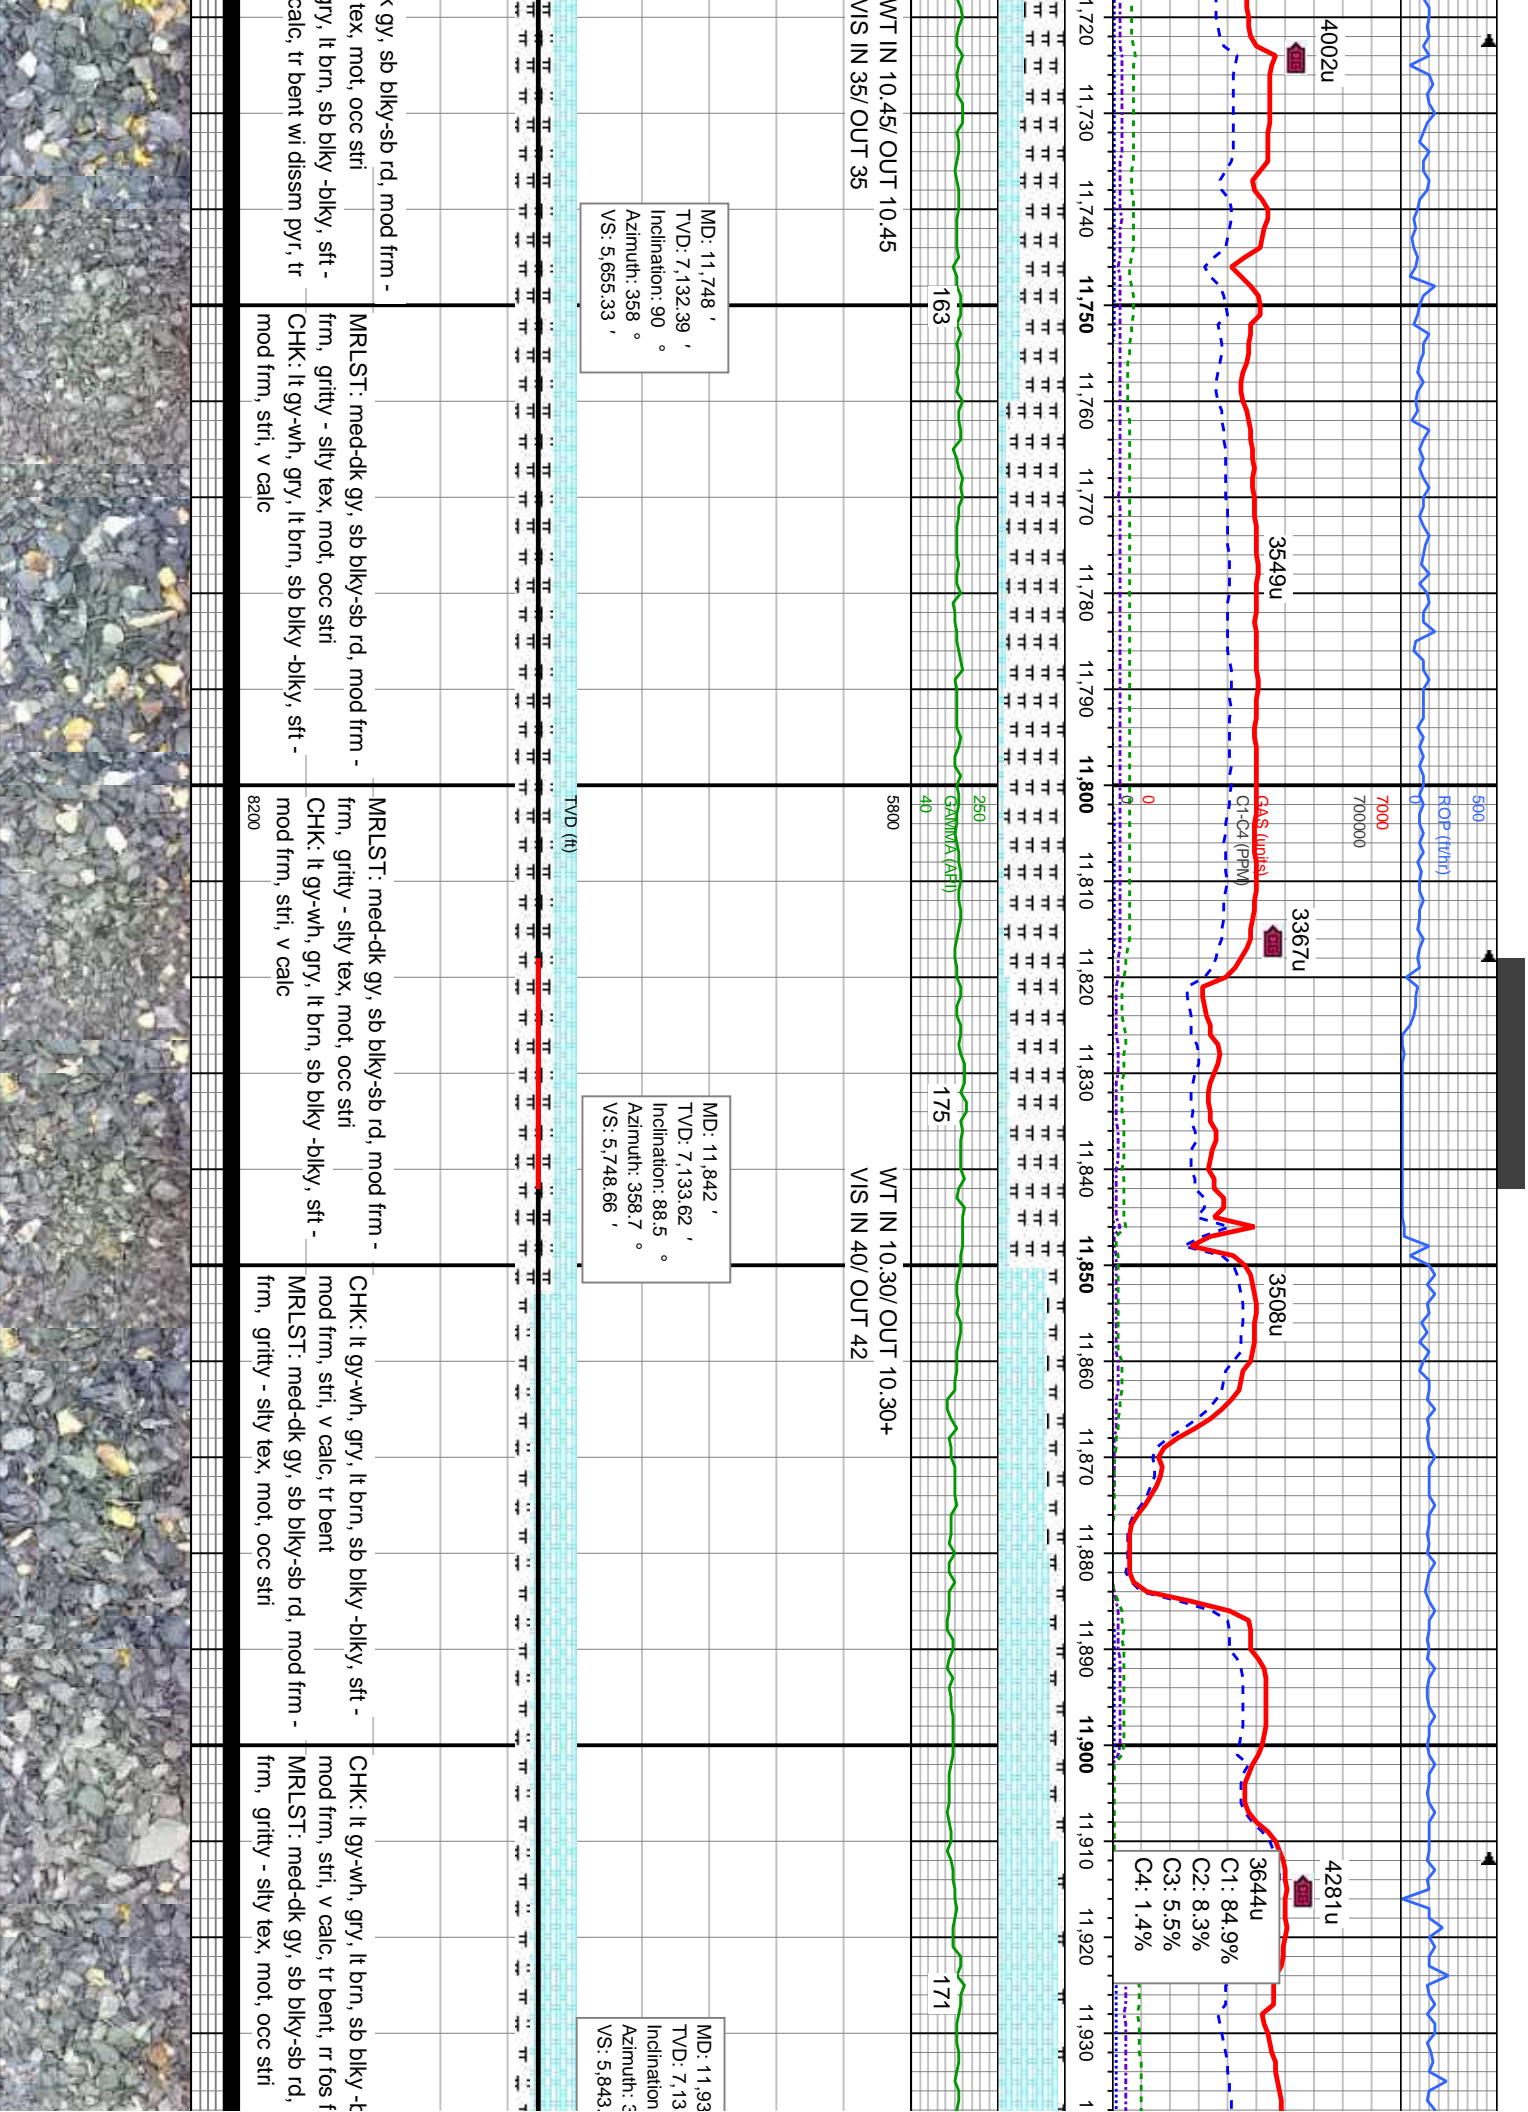 4002u
3549u
3367u
3508u
4281u
500
ROP (ft/hr)
0
7000
700000
GAS (units)
C1-C4 (PPM)
0
0
3644u
C1: 84.9%
C2: 8.3%
C3: 5.5%
C4: 1.4%
11,730
11,740
11,750
11,760
11,770
11,780
11,790
11,800
11,810
11,820
11,830
11,840
11,850
11,860
11,870
11,880
11,890
11,900
11,910
11,920
11,930
250
GAMMA (API)
40
163
175
171
WT IN 10.45/ OUT 10.45
VIS IN 35/ OUT 35
5800
WT IN 10.30/ OUT 10.30+
VIS IN 40/ OUT 42
MD: 11,748 '
TVD: 7,132.39 '
Inclination: 90 °
Azimuth: 358 °
VS: 5,655.33 '
MD: 11,842 '
TVD: 7,133.62 '
Inclination: 88.5 °
Azimuth: 358.7 °
VS: 5,748.66 '
MD: 11,93
TVD: 7,13
Inclination
Azimuth: 3
VS: 5,843.
TVD (ft)
8200
k gy, sb blky-sb rd, mod frm -
tex, mot, occ stri
gry, lt brn, sb blky -blky, sft -
calc, tr bent wi dissm pyr, tr
MRLST: med-dk gy, sb blky-sb rd, mod frm -
frm, gritty - slty tex, mot, occ stri
CHK: lt gy-wh, gry, lt brn, sb blky -blky, sft -
mod frm, stri, v calc
MRLST: med-dk gy, sb blky-sb rd, mod frm -
frm, gritty - slty tex, mot, occ stri
CHK: lt gy-wh, gry, lt brn, sb blky -blky, sft -
mod frm, stri, v calc
CHK: lt gy-wh, gry, lt brn, sb blky -blky, sft -
mod frm, stri, v calc, tr bent
MRLST: med-dk gy, sb blky-sb rd, mod frm -
frm, gritty - slty tex, mot, occ stri
CHK: lt gy-wh, gry, lt brn, sb blky -b
mod frm, stri, v calc, tr bent, rr fos f
MRLST: med-dk gy, sb blky-sb rd,
frm, gritty - slty tex, mot, occ stri